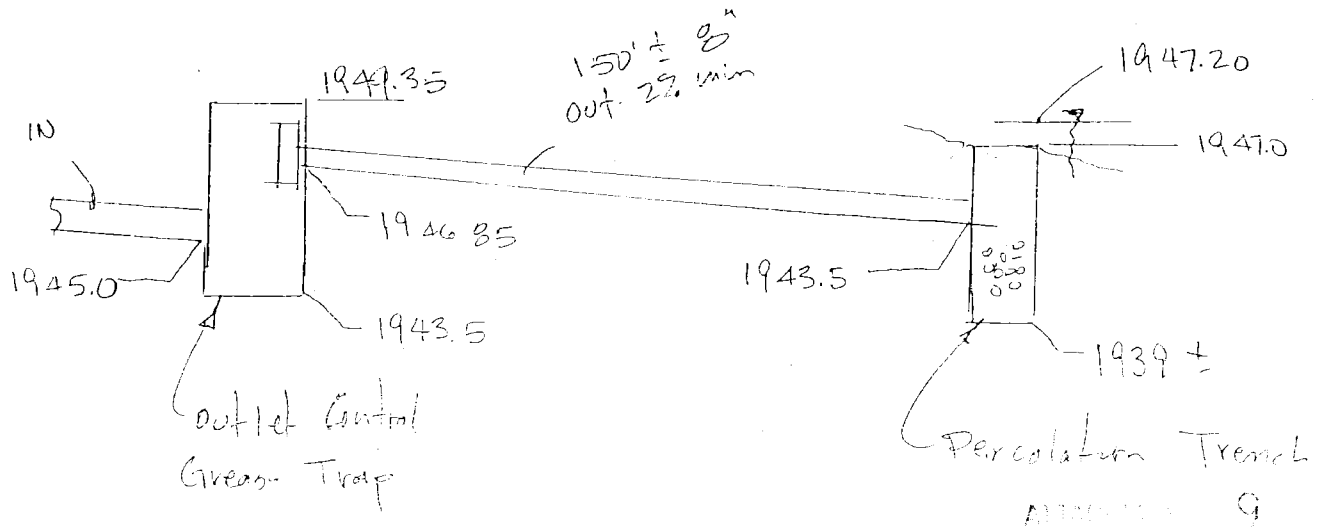 1949.35
150' ± 8"
out. 2% min
1947.20
IN
1947.0
1946.85
1945.0
1943.5
1943.5
1939 ±
Outlet Control
Grease Trap
Percolation Trench
9